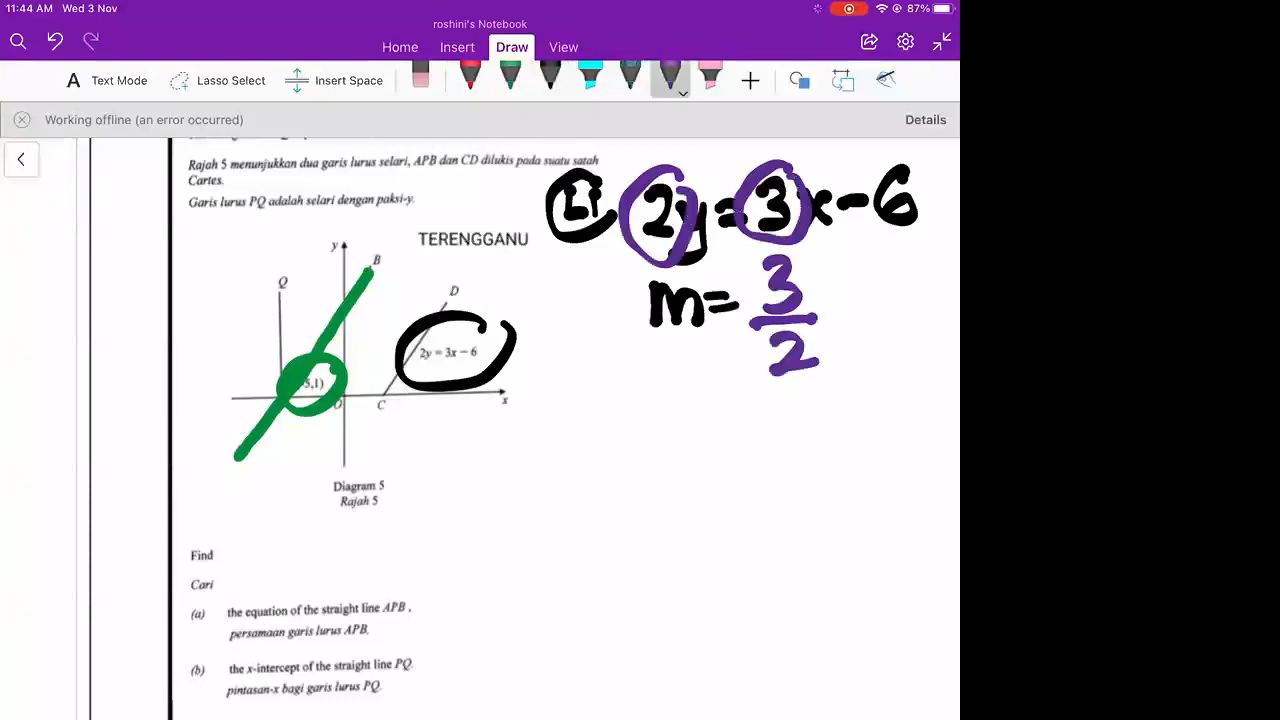 11:44 AM Wed 3 Nov
87%
roshini's Notebook
Home Insert Draw View
A Text Mode Lasso Select Insert Space
Working offline (an error occurred) Details
Rajah 5 menunjukkan dua garis lurus selari, APB dan CD dilukis pada suatu satah
Cartes.
Garis lurus PQ adalah selari dengan paksi-y.
2y=3x-6
m= 3/2
TERENGGANU
y
B
Q
D
2y = 3x – 6
5,1)
O
C
x
Diagram 5
Rajah 5
Find
Cari
(a) the equation of the straight line APB ,
persamaan garis lurus APB,
(b) the x-intercept of the straight line PQ.
pintasan-x bagi garis lurus PQ.